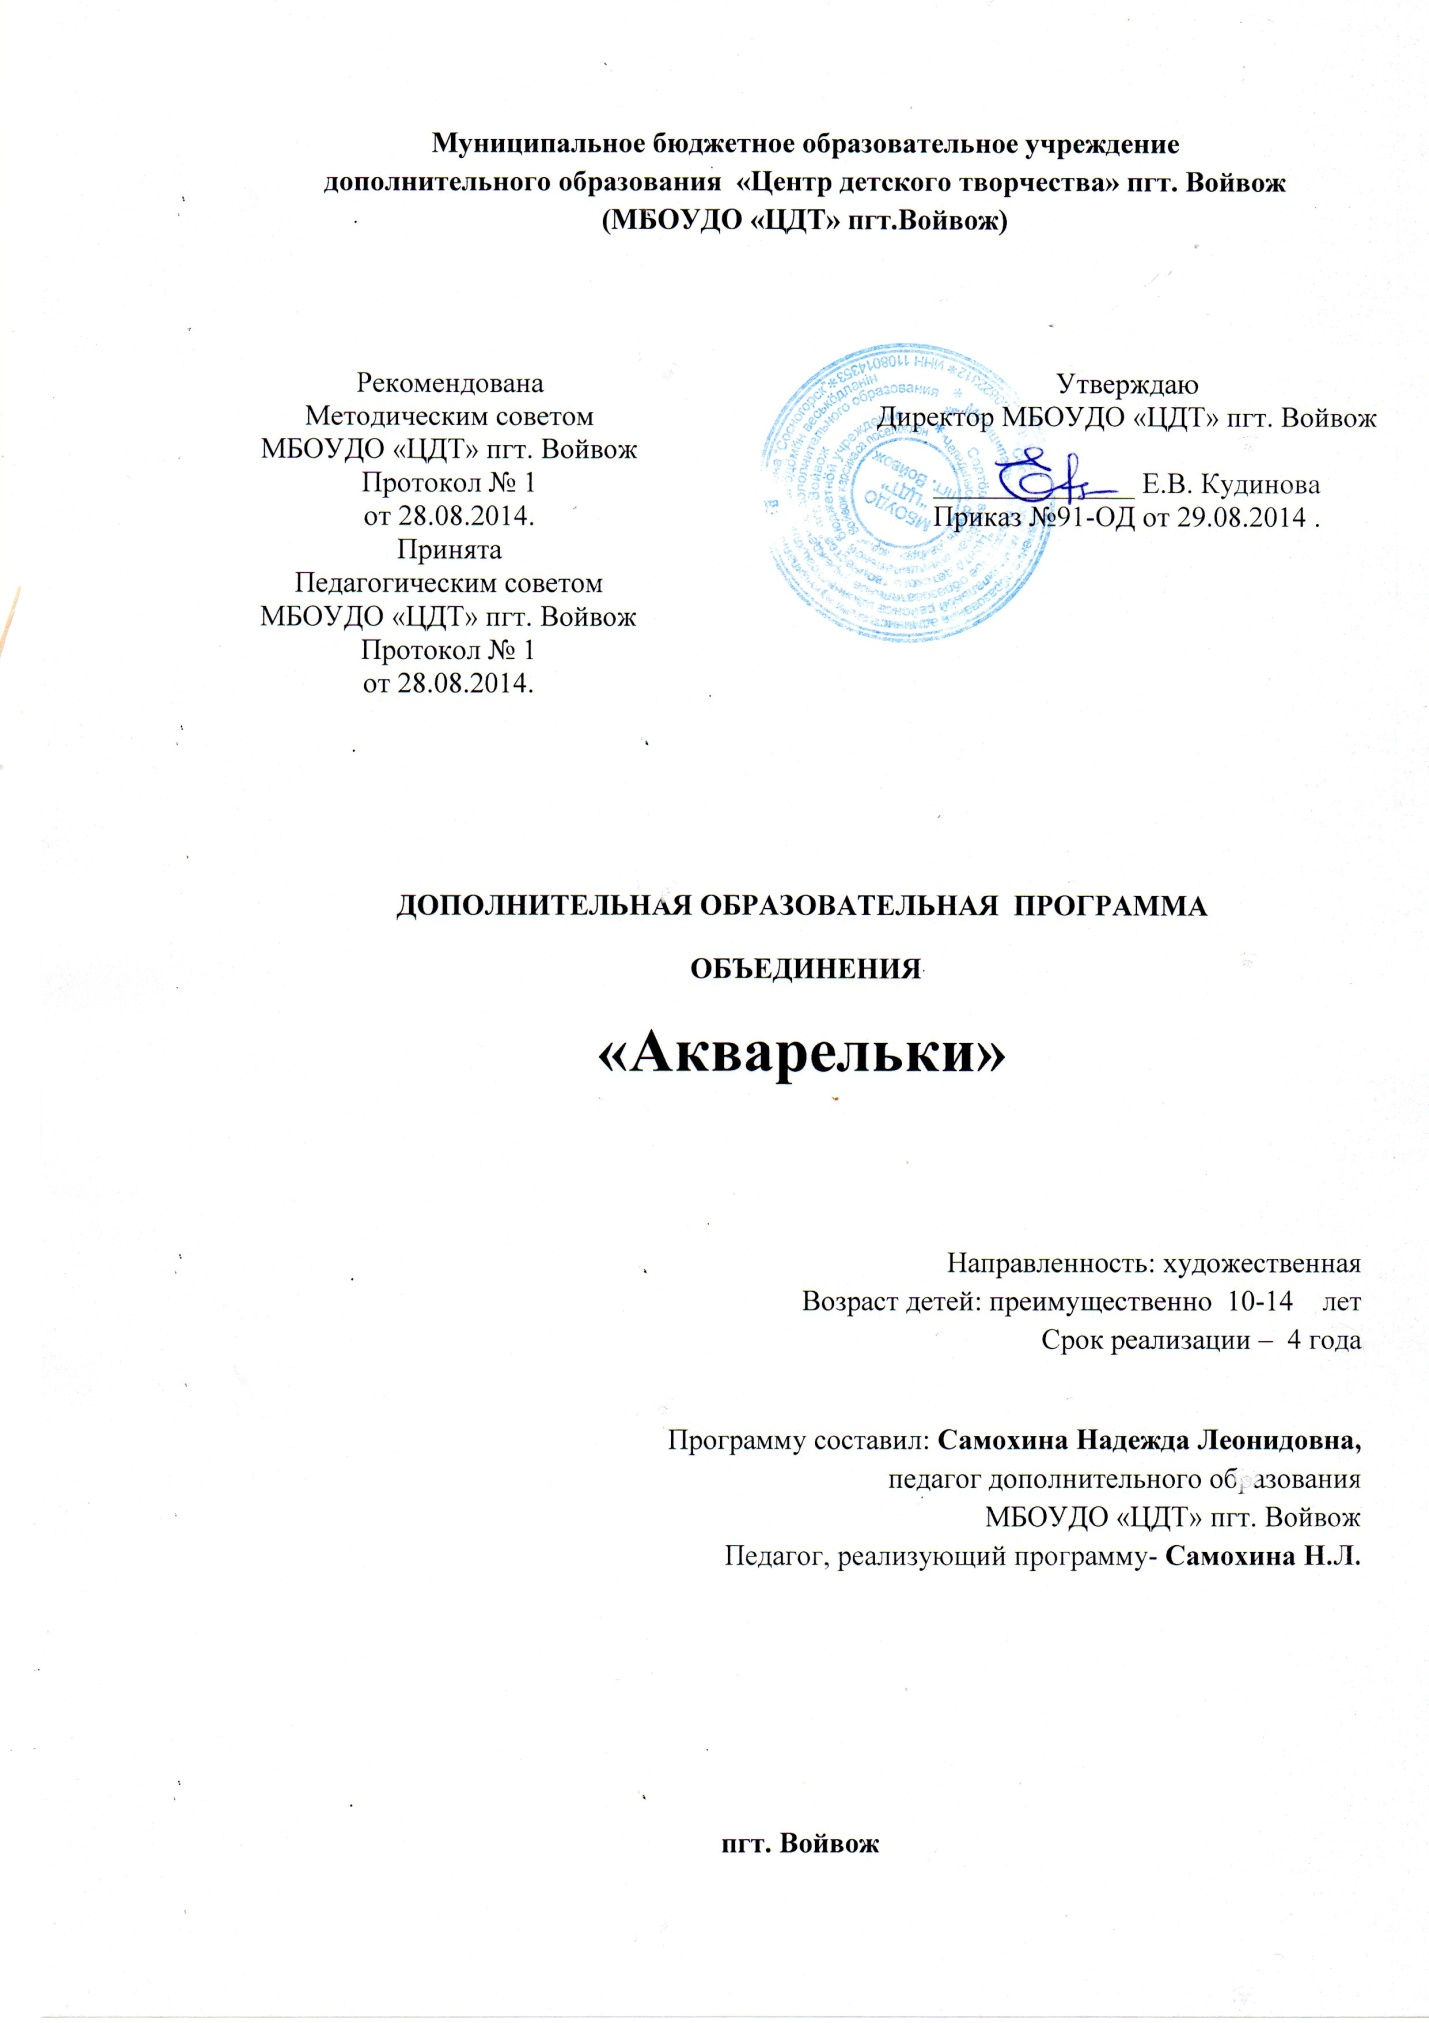 Муниципальное бюджетное образовательное учреждение
дополнительного образования «Центр детского творчества» пгт. Войвож
(МБОУДО «ЦДТ» пгт.Войвож)
Рекомендована
Методическим советом
МБОУДО «ЦДТ» пгт. Войвож
Протокол № 1
от 28.08.2014.
Принята
Педагогическим советом
МБОУДО «ЦДТ» пгт. Войвож
Протокол № 1
от 28.08.2014.
Утверждаю
Директор МБОУДО «ЦДТ» пгт. Войвож
Е.В. Кудинова
Приказ №91-ОД от 29.08.2014 .
МБОУДО
"ЦДТ"
пгт. Войвож
ДОПОЛНИТЕЛЬНАЯ ОБРАЗОВАТЕЛЬНАЯ ПРОГРАММА
ОБЪЕДИНЕНИЯ
«Акварельки»
Направленность: художественная
Возраст детей: преимущественно 10-14 лет
Срок реализации – 4 года
Программу составил: Самохина Надежда Леонидовна,
педагог дополнительного образования
МБОУДО «ЦДТ» пгт. Войвож
Педагог, реализующий программу- Самохина Н.Л.
пгт. Войвож